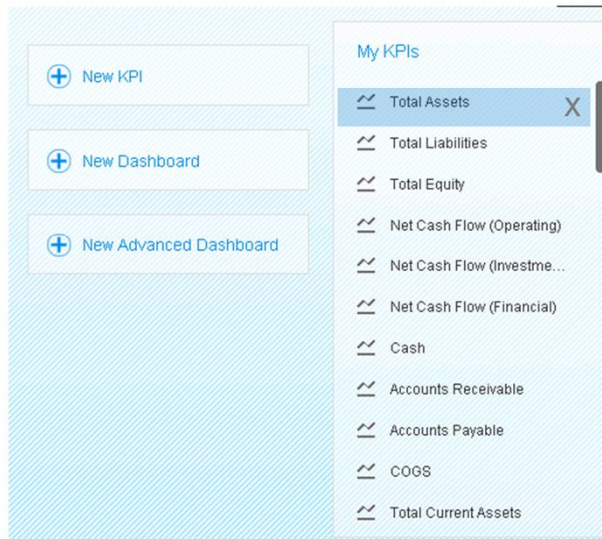 New KPI
New Dashboard
New Advanced Dashboard
My KPIs
Total Assets X
Total Liabilities
Total Equity
Net Cash Flow (Operating)
Net Cash Flow (Investme...
Net Cash Flow (Financial)
Cash
Accounts Receivable
Accounts Payable
COGS
Total Current Assets